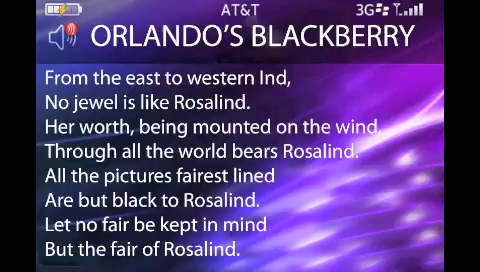 AT&T
3G
ORLANDO’S BLACKBERRY
From the east to western Ind,
No jewel is like Rosalind.
Her worth, being mounted on the wind,
Through all the world bears Rosalind.
All the pictures fairest lined
Are but black to Rosalind.
Let no fair be kept in mind
But the fair of Rosalind.